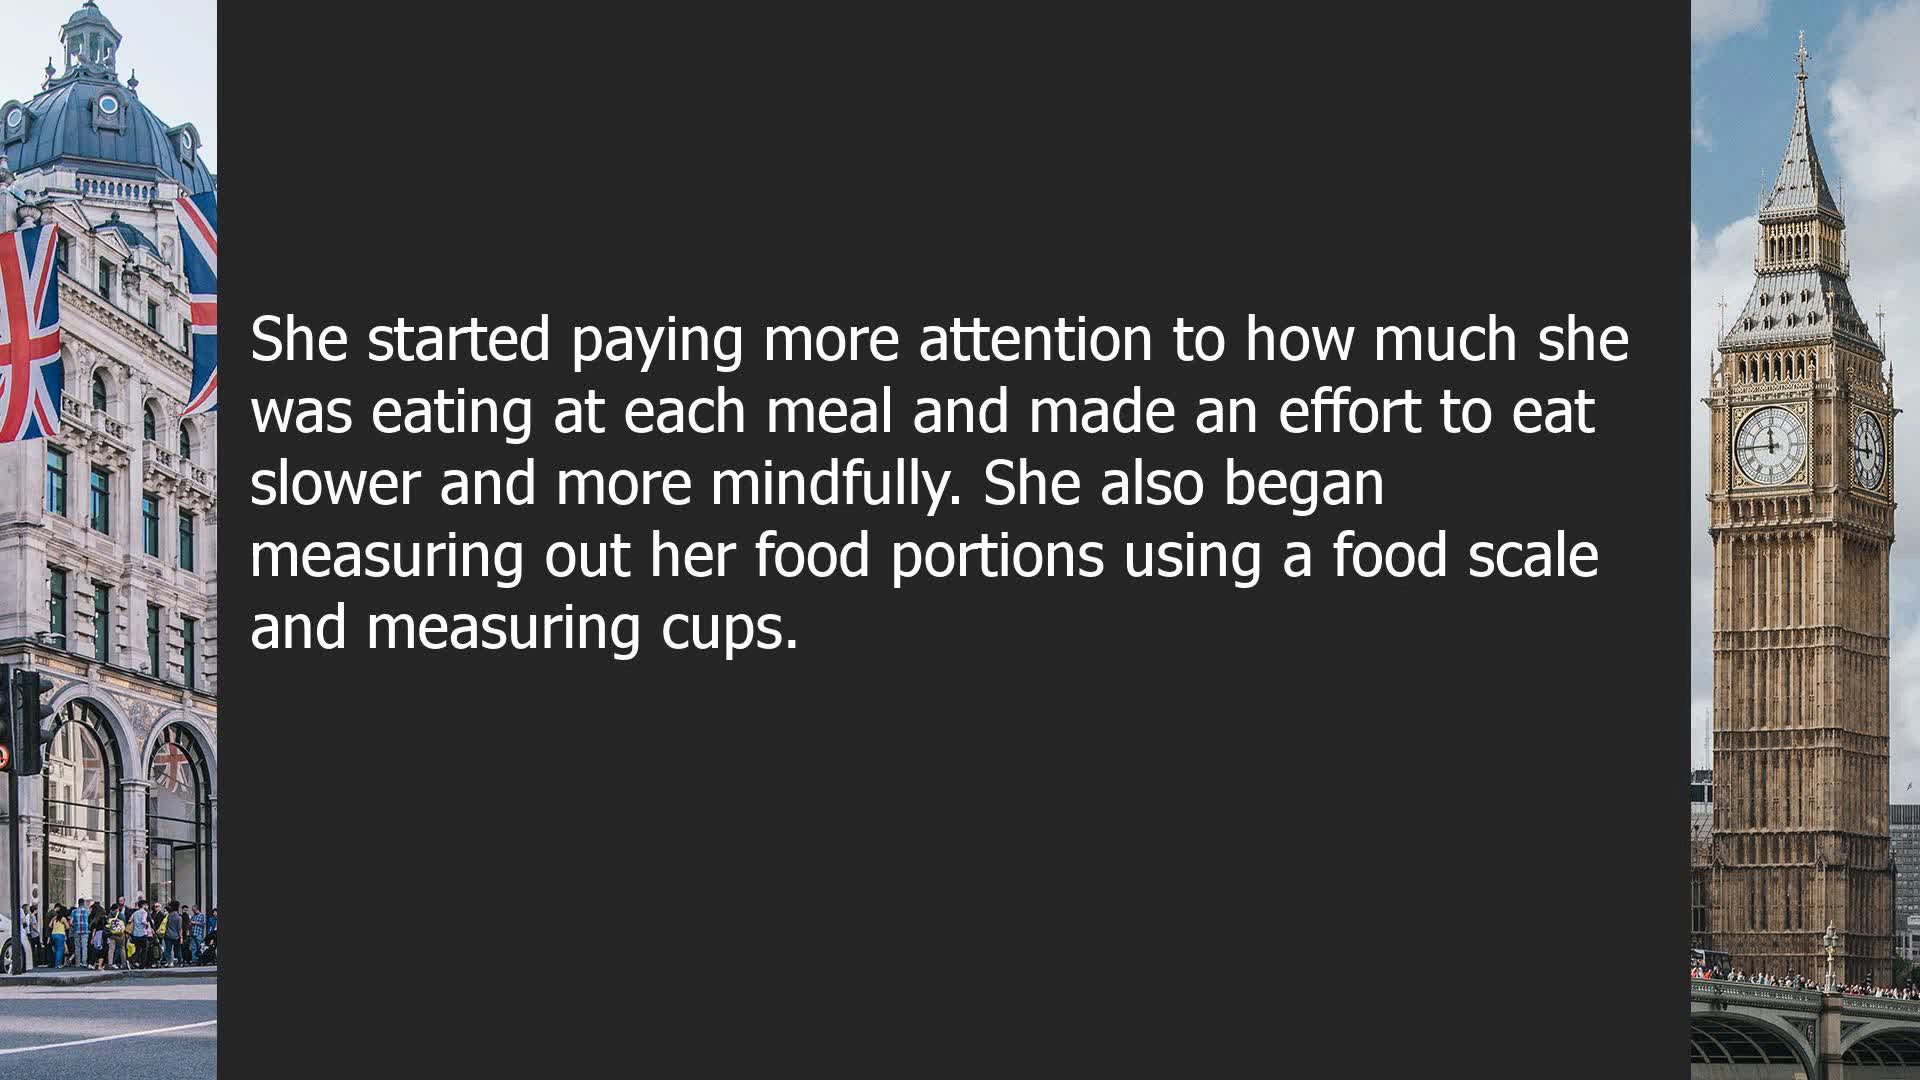 She started paying more attention to how much she
was eating at each meal and made an effort to eat
slower and more mindfully. She also began
measuring out her food portions using a food scale
and measuring cups.